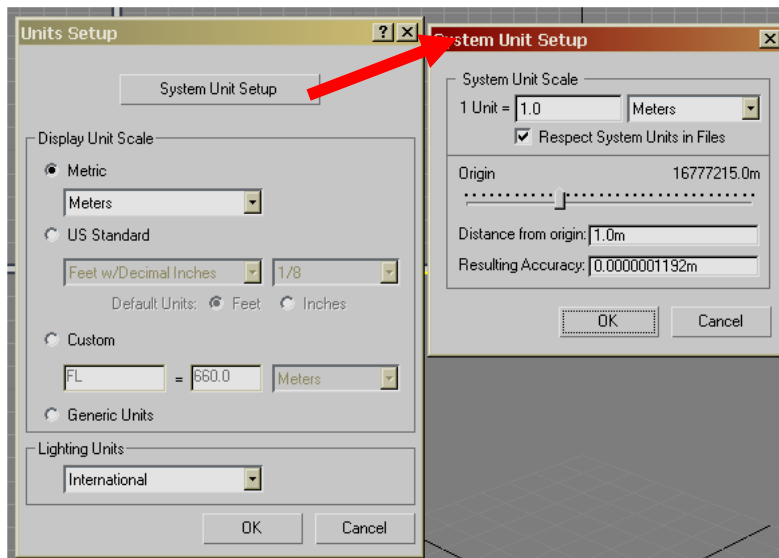 Units Setup
System Unit Setup
Display Unit Scale
Metric
Meters
US Standard
Feet w/Decimal Inches 1/8
Default Units: Feet Inches
Custom
FL = 660.0 Meters
Generic Units
Lighting Units
International
OK Cancel
System Unit Setup
System Unit Scale
1 Unit = 1.0 Meters
Respect System Units in Files
Origin 16777215.0m
Distance from origin: 1.0m
Resulting Accuracy: 0.0000001192m
OK Cancel